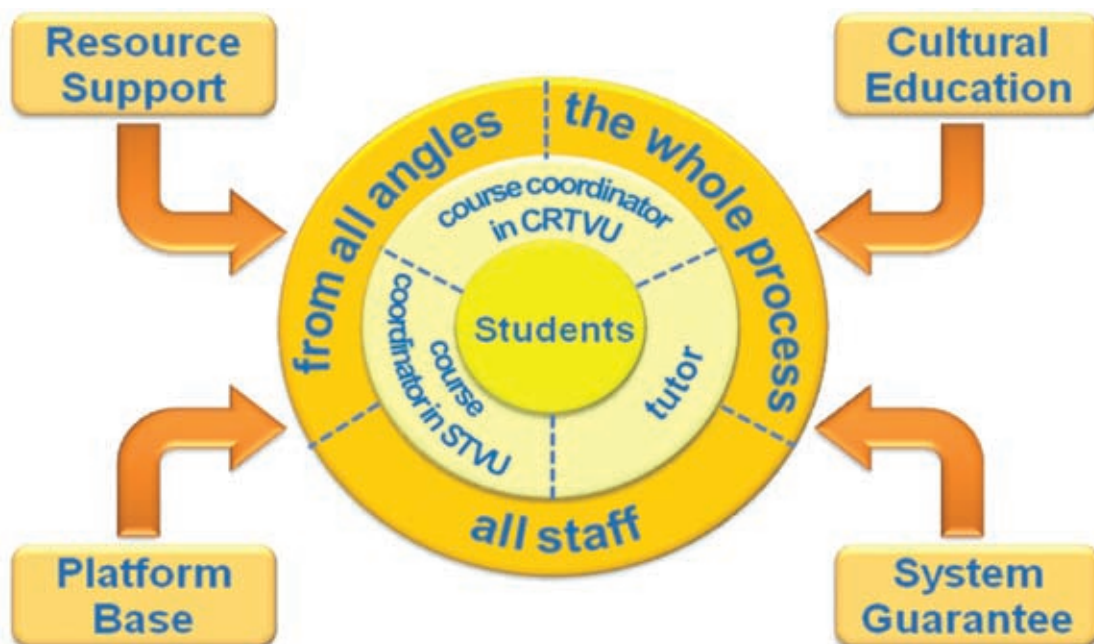 Resource
Support
Cultural
Education
from all angles
the whole process
course coordinator
in CRTVU
Students
course
coordinator in STVU
tutor
all staff
Platform
Base
System
Guarantee